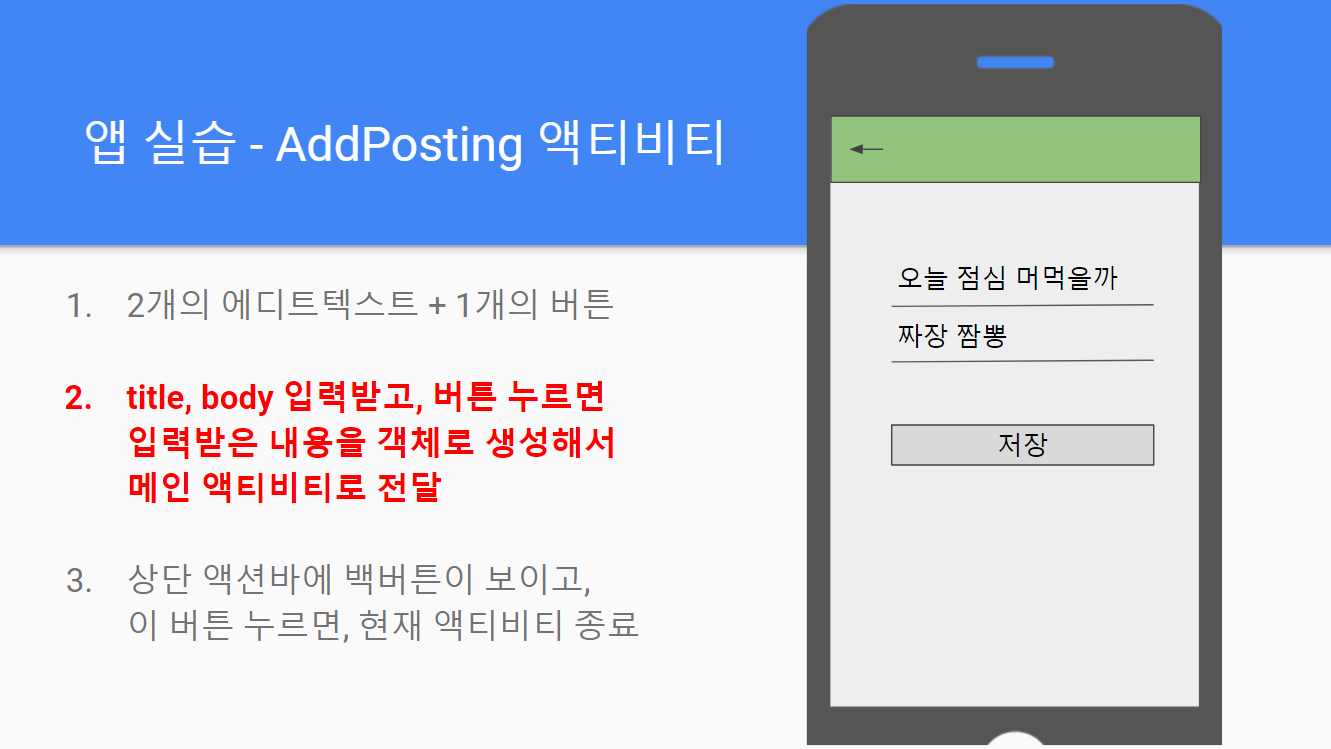 앱 실습 - AddPosting 액티비티
1. 2개의 에디트텍스트 + 1개의 버튼
2. title, body 입력받고, 버튼 누르면
입력받은 내용을 객체로 생성해서
메인 액티비티로 전달
3. 상단 액션바에 백버튼이 보이고,
이 버튼 누르면, 현재 액티비티 종료
오늘 점심 머먹을까
짜장 짬뽕
저장